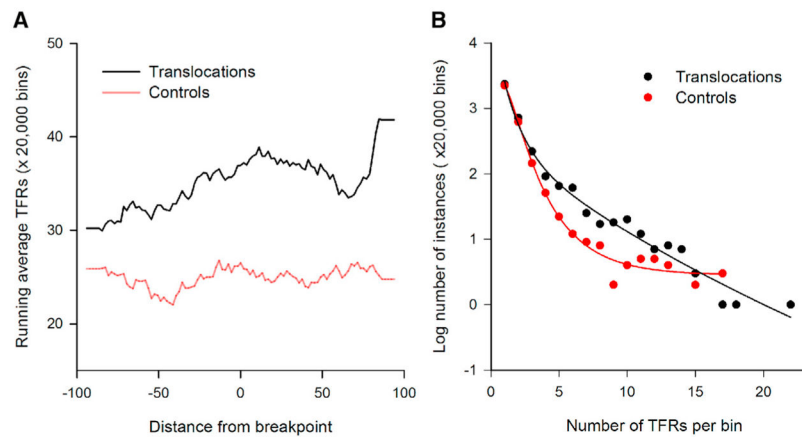 A
Running average TFRs (x 20,000 bins)
50
40
30
20
Translocations
Controls
-100
-50
0
50
100
Distance from breakpoint
B
Log number of instances ( x20,000 bins)
4
3
2
1
0
-1
Translocations
Controls
0
5
10
15
20
Number of TFRs per bin